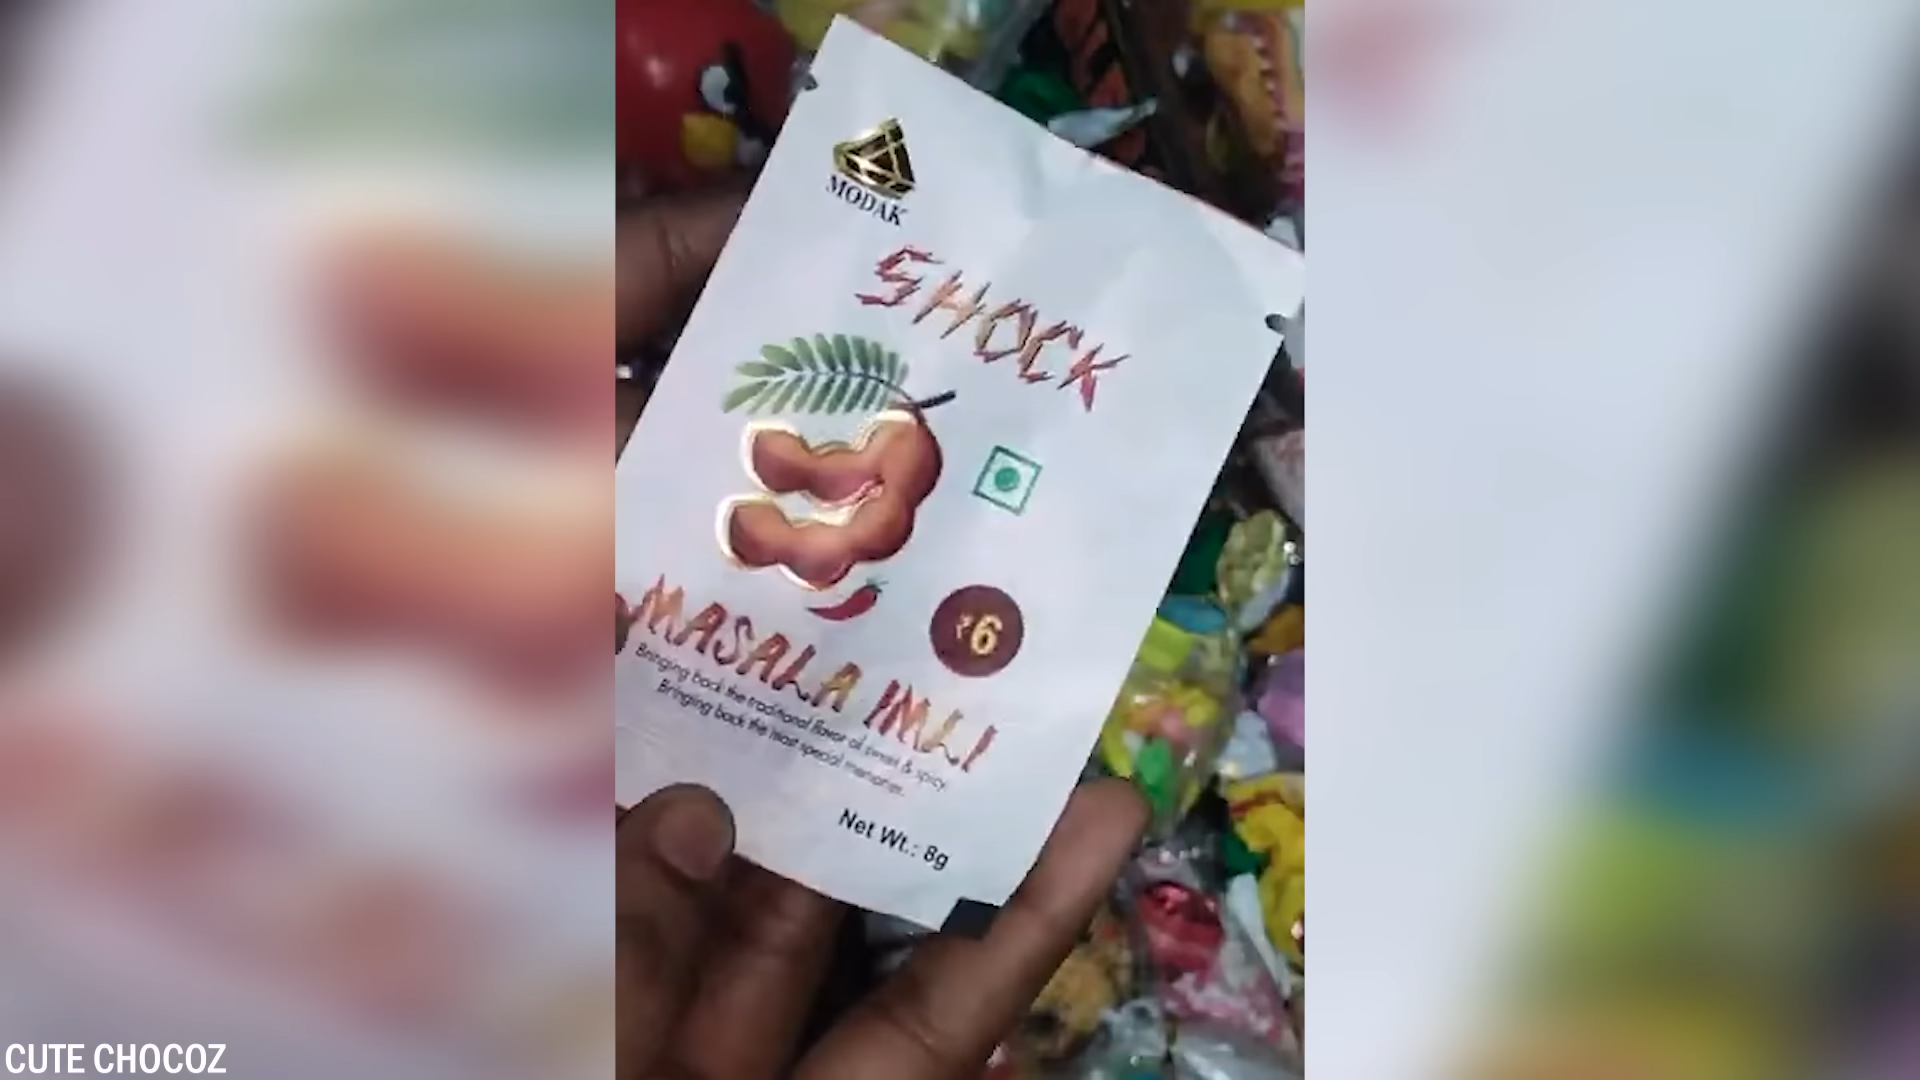 MODAK
SHOCK
₹6
MASALA IMLI
Bringing back the traditional flavor of sweet & spicy.
Bringing back the most special memories.
Net Wt.: 8g
CUTE CHOCOZ